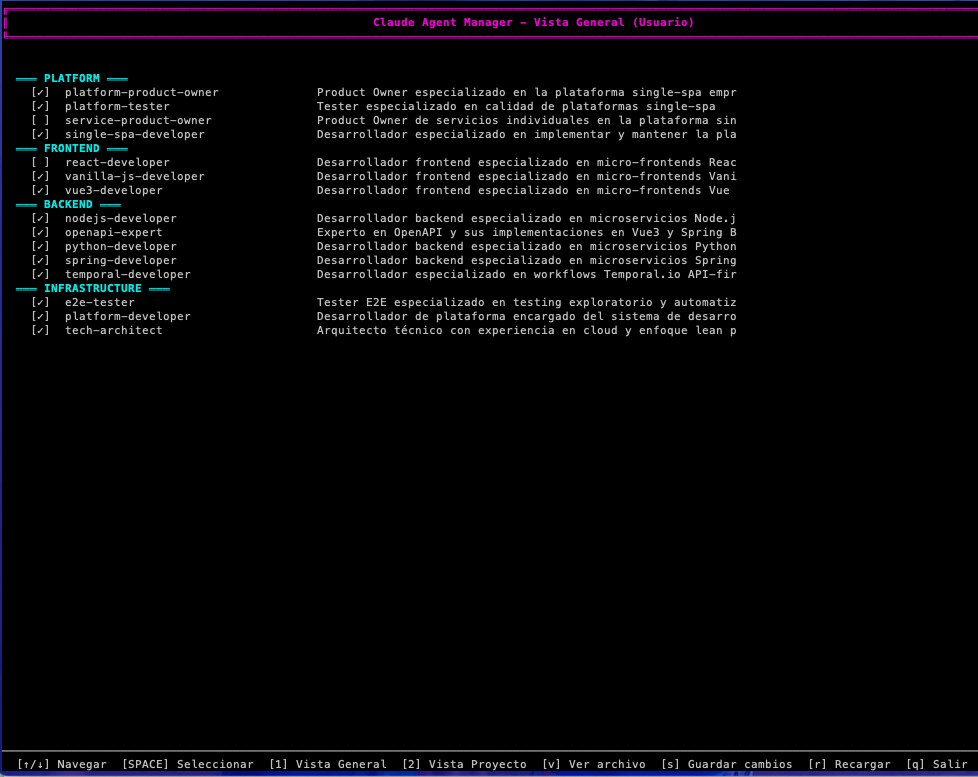 Claude Agent Manager – Vista General (Usuario)
═══ PLATFORM ═══
[✓] platform-product-owner Product Owner especializado en la plataforma single-spa empr
[✓] platform-tester Tester especializado en calidad de plataformas single-spa
[ ] service-product-owner Product Owner de servicios individuales en la plataforma sin
[✓] single-spa-developer Desarrollador especializado en implementar y mantener la pla
═══ FRONTEND ═══
[ ] react-developer Desarrollador frontend especializado en micro-frontends Reac
[✓] vanilla-js-developer Desarrollador frontend especializado en micro-frontends Vani
[✓] vue3-developer Desarrollador frontend especializado en micro-frontends Vue
═══ BACKEND ═══
[✓] nodejs-developer Desarrollador backend especializado en microservicios Node.j
[✓] openapi-expert Experto en OpenAPI y sus implementaciones en Vue3 y Spring B
[✓] python-developer Desarrollador backend especializado en microservicios Python
[✓] spring-developer Desarrollador backend especializado en microservicios Spring
[✓] temporal-developer Desarrollador especializado en workflows Temporal.io API-fir
═══ INFRASTRUCTURE ═══
[✓] e2e-tester Tester E2E especializado en testing exploratorio y automatiz
[✓] platform-developer Desarrollador de plataforma encargado del sistema de desarro
[✓] tech-architect Arquitecto técnico con experiencia en cloud y enfoque lean p
[↑/↓] Navegar [SPACE] Seleccionar [1] Vista General [2] Vista Proyecto [v] Ver archivo [s] Guardar cambios [r] Recargar [q] Salir